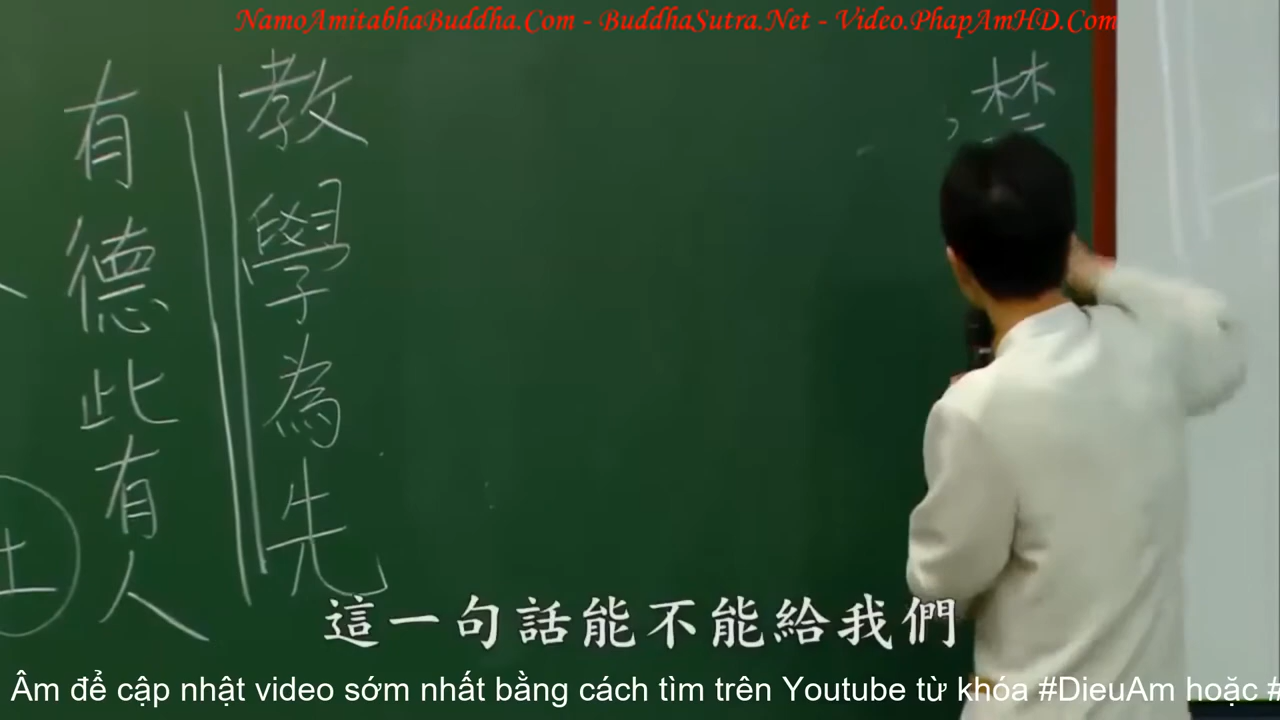 NamoAmitabhaBuddha.Com - BuddhaSutra.Net - Video.PhapAmHD.Com
教學為先
有德此有人
土
這一句話能不能給我們
Âm để cập nhật video sớm nhất bằng cách tìm trên Youtube từ khóa #DieuAm hoặc #